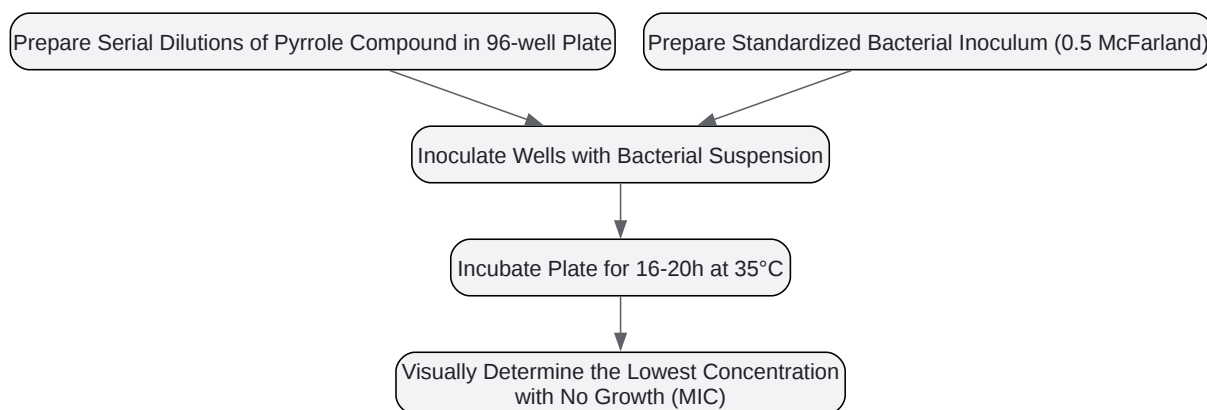 Prepare Serial Dilutions of Pyrrole Compound in 96-well Plate
Prepare Standardized Bacterial Inoculum (0.5 McFarland)
Inoculate Wells with Bacterial Suspension
Incubate Plate for 16-20h at 35°C
Visually Determine the Lowest Concentration
with No Growth (MIC)